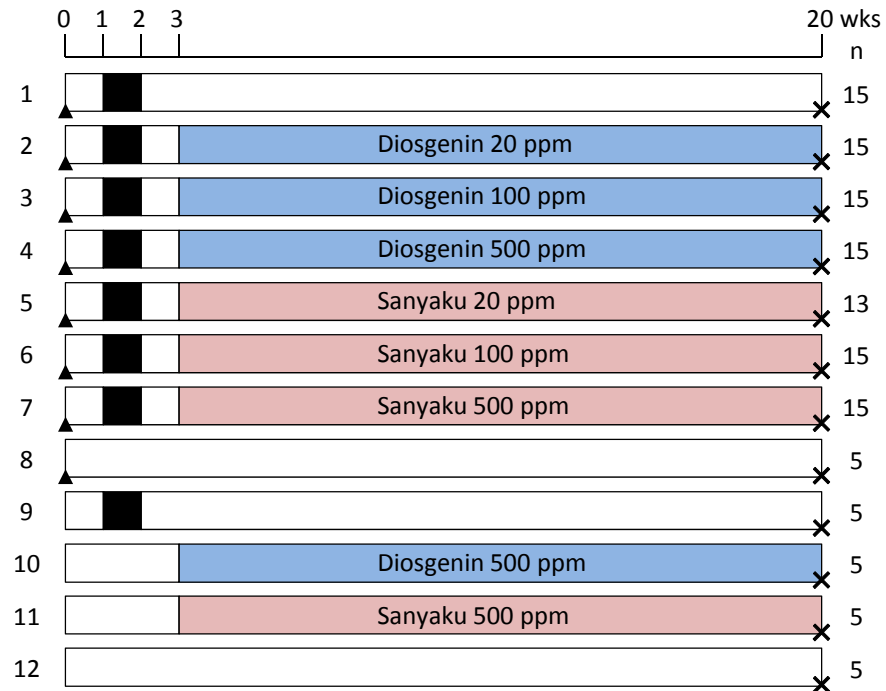 0 1 2 3 20 wks
n
1 15
2 Diosgenin 20 ppm 15
3 Diosgenin 100 ppm 15
4 Diosgenin 500 ppm 15
5 Sanyaku 20 ppm 13
6 Sanyaku 100 ppm 15
7 Sanyaku 500 ppm 15
8 5
9 5
10 Diosgenin 500 ppm 5
11 Sanyaku 500 ppm 5
12 5